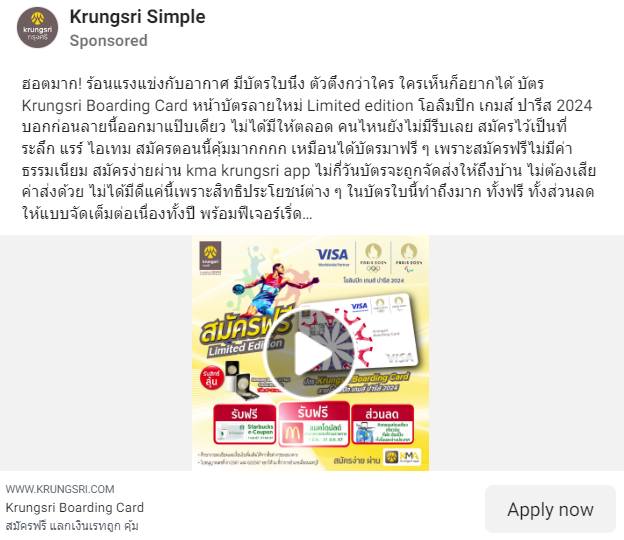 krungsri
กรุงศรี
Krungsri Simple
Sponsored
ฮอตมาก! ร้อนแรงแข่งกับอากาศ มีบัตรใบนึง ตัวตึงกว่าใคร ใครเห็นก็อยากได้ บัตร
Krungsri Boarding Card หน้าบัตรลายใหม่ Limited edition โอลิมปิก เกมส์ ปารีส 2024
บอกก่อนลายนี้ออกมาแป๊บเดียว ไม่ได้มีให้ตลอด คนไหนยังไม่มีรีบเลย สมัครไว้เป็นที่
ระลึก แรร์ ไอเทม สมัครตอนนี้คุ้มมากกกก เหมือนได้บัตรมาฟรี ๆ เพราะสมัครฟรีไม่มีค่า
ธรรมเนียม สมัครง่ายผ่าน kma krungsri app ไม่กี่วันบัตรจะถูกจัดส่งให้ถึงบ้าน ไม่ต้องเสีย
ค่าส่งด้วย ไม่ได้มีดีแค่นี้เพราะสิทธิประโยชน์ต่าง ๆ ในบัตรใบนี้ทำถึงมาก ทั้งฟรี ทั้งส่วนลด
ให้แบบจัดเต็มต่อเนื่องทั้งปี พร้อมฟีเจอร์เริ่ด...
krungsri
VISA
PARIS 2024
PARIS 2024
โอลิมปิก เกมส์ ปารีส 2024
สมัครฟรี
Limited Edition
Krungsri
Boarding Card
VISA
รับสิทธิ์
ลุ้น
บัตร Krungsri Boarding Card
รับฟรี
Starbucks
e-Coupon
รับฟรี
แมคโดนัลด์
ส่วนลด
สมัครง่าย ผ่าน KMA
WWW.KRUNGSRI.COM
Krungsri Boarding Card
สมัครฟรี แลกเงินเรทถูก คุ้ม
Apply now